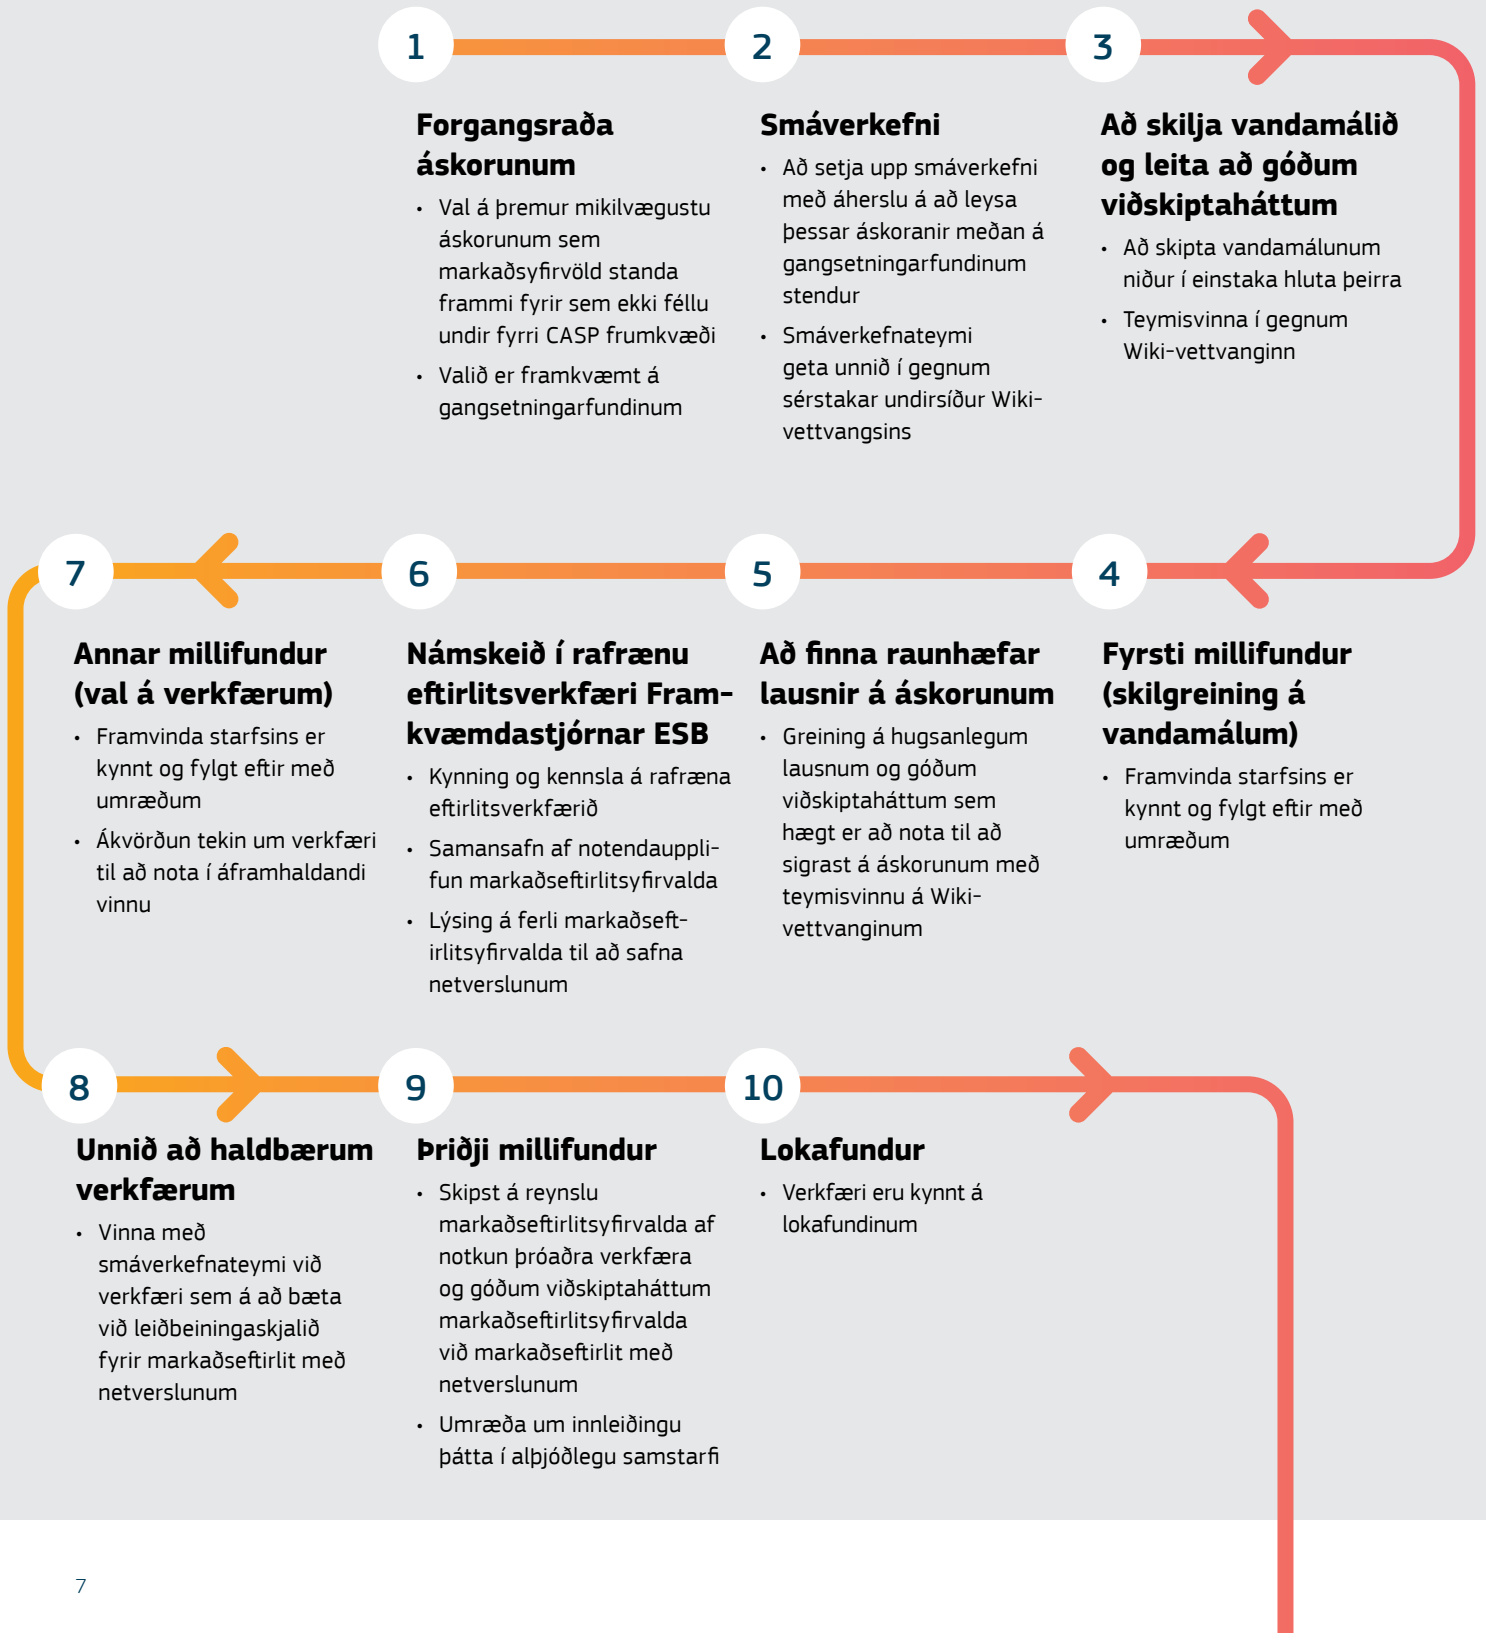 1
Forgangsraða
áskorunum
• Val á þremur mikilvægustu
áskorunum sem
markaðsyfirvöld standa
frammi fyrir sem ekki féllu
undir fyrri CASP frumkvæði
• Valið er framkvæmt á
gangsetningarfundinum
2
Smáverkefni
• Að setja upp smáverkefni
með áherslu á að leysa
þessar áskoranir meðan á
gangsetningarfundinum
stendur
• Smáverkefnateymi
geta unnið í gegnum
sérstakar undirsíður Wiki-
vettvangsins
3
Að skilja vandamálið
og leita að góðum
viðskiptaháttum
• Að skipta vandamálunum
niður í einstaka hluta þeirra
• Teymisvinna í gegnum
Wiki-vettvanginn
4
Fyrsti millifundur
(skilgreining á
vandamálum)
• Framvinda starfsins er
kynnt og fylgt eftir með
umræðum
5
Að finna raunhæfar
lausnir á áskorunum
• Greining á hugsanlegum
lausnum og góðum
viðskiptaháttum sem
hægt er að nota til að
sigrast á áskorunum með
teymisvinnu á Wiki-
vettvanginum
6
Námskeið í rafrænu
eftirlitsverkfæri Fram-
kvæmdastjórnar ESB
• Kynning og kennsla á rafræna
eftirlitsverkfærið
• Samansafn af notendauppli-
fun markaðseftirlitsyfirvalda
• Lýsing á ferli markaðseft-
irlitsyfirvalda til að safna
netverslunum
7
Annar millifundur
(val á verkfærum)
• Framvinda starfsins er
kynnt og fylgt eftir með
umræðum
• Ákvörðun tekin um verkfæri
til að nota í áframhaldandi
vinnu
8
Unnið að haldbærum
verkfærum
• Vinna með
smáverkefnateymi við
verkfæri sem á að bæta
við leiðbeiningaskjalið
fyrir markaðseftirlit með
netverslunum
9
Þriðji millifundur
• Skipst á reynslu
markaðseftirlitsyfirvalda af
notkun þróaðra verkfæra
og góðum viðskiptaháttum
markaðseftirlitsyfirvalda
við markaðseftirlit með
netverslunum
• Umræða um innleiðingu
þátta í alþjóðlegu samstarfi
10
Lokafundur
• Verkfæri eru kynnt á
lokafundinum
7